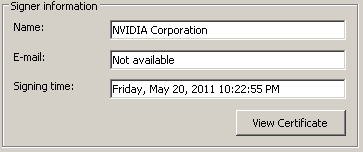 Signer information
Name: NVIDIA Corporation
E-mail: Not available
Signing time: Friday, May 20, 2011 10:22:55 PM
View Certificate